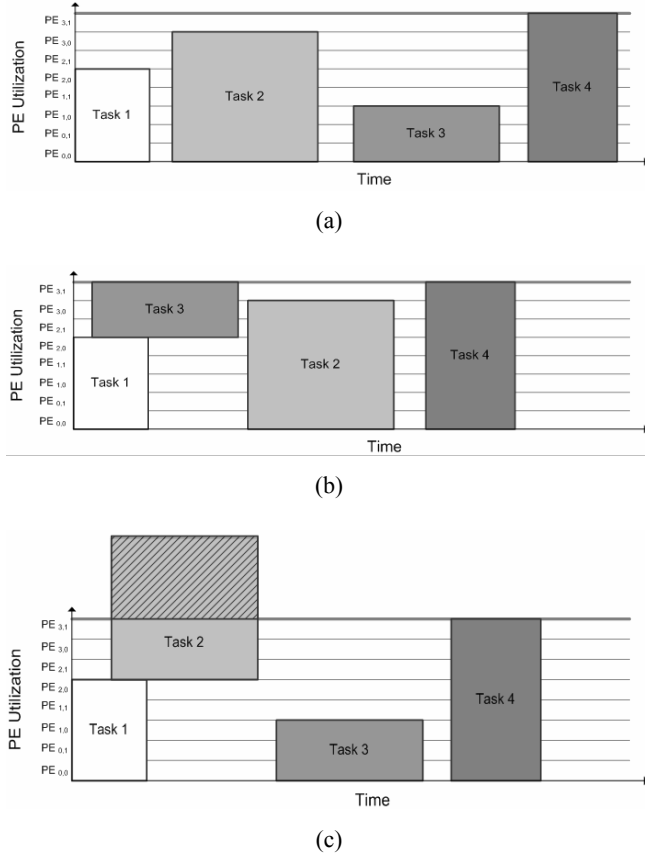 PE 3,1
PE 3,0
PE 2,1
PE 2,0
PE 1,1
PE 1,0
PE 0,1
PE 0,0
PE Utilization
Task 1
Task 2
Task 3
Task 4
Time
(a)
PE 3,1
PE 3,0
PE 2,1
PE 2,0
PE 1,1
PE 1,0
PE 0,1
PE 0,0
PE Utilization
Task 3
Task 1
Task 2
Task 4
Time
(b)
PE 3,1
PE 3,0
PE 2,1
PE 2,0
PE 1,1
PE 1,0
PE 0,1
PE 0,0
PE Utilization
Task 2
Task 1
Task 3
Task 4
Time
(c)